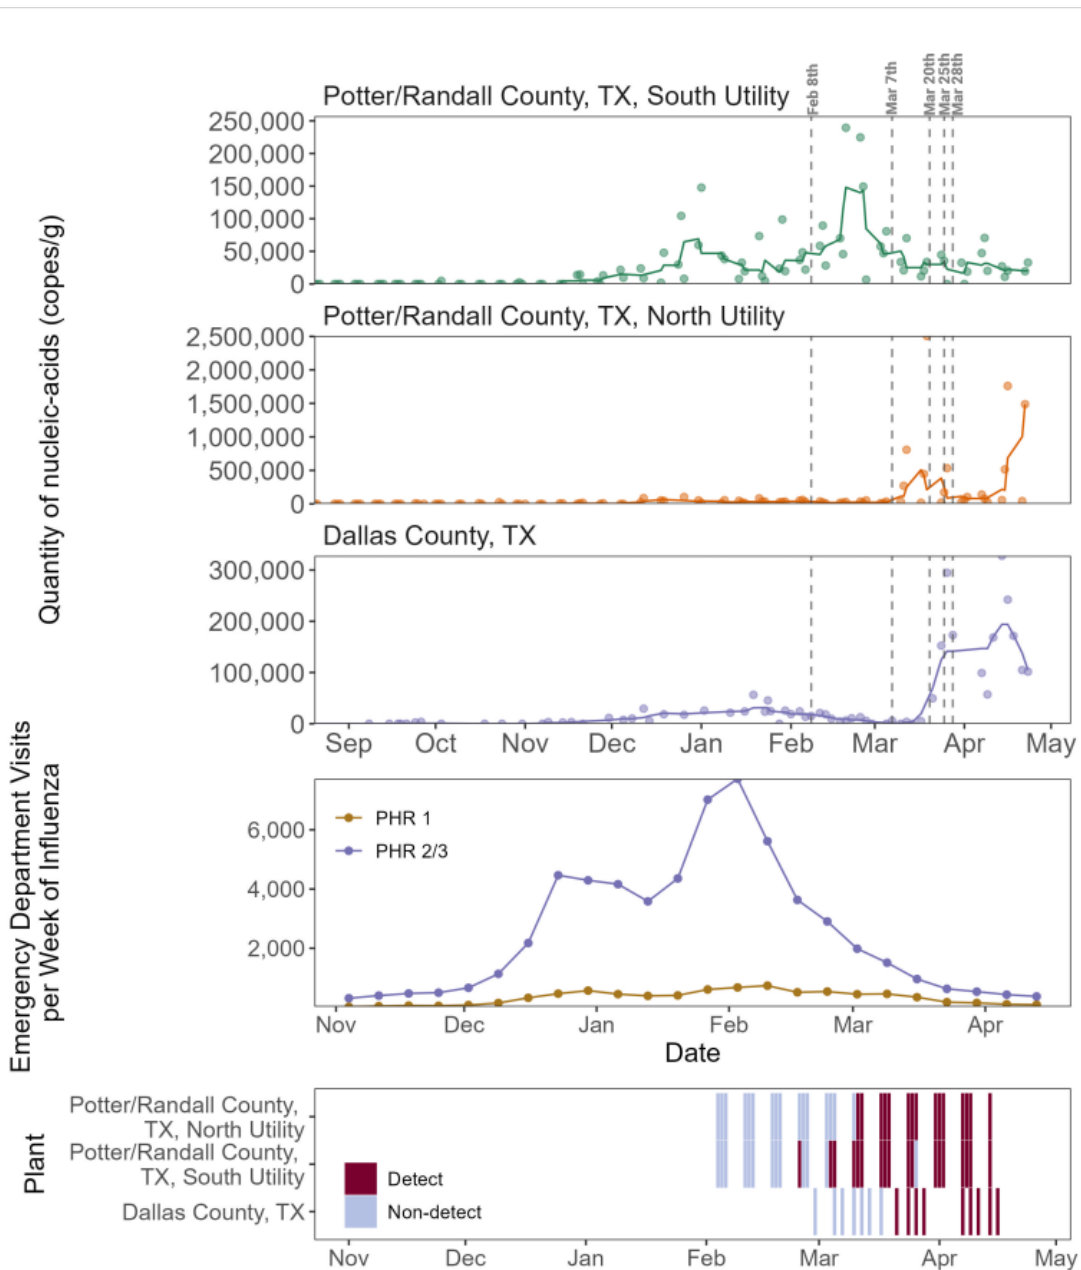 Feb 8th
Mar 7th
Mar 20th
Mar 25th
Mar 28th
Potter/Randall County, TX, South Utility
250,000
200,000
150,000
100,000
50,000
0
Quantity of nucleic-acids (copes/g)
Potter/Randall County, TX, North Utility
2,500,000
2,000,000
1,500,000
1,000,000
500,000
0
Dallas County, TX
300,000
200,000
100,000
0
Sep Oct Nov Dec Jan Feb Mar Apr May
Emergency Department Visits
per Week of Influenza
PHR 1
PHR 2/3
6,000
4,000
2,000
Nov Dec Jan Feb Mar Apr
Date
Plant
Potter/Randall County,
TX, North Utility
Potter/Randall County,
TX, South Utility
Dallas County, TX
Detect
Non-detect
Nov Dec Jan Feb Mar Apr May